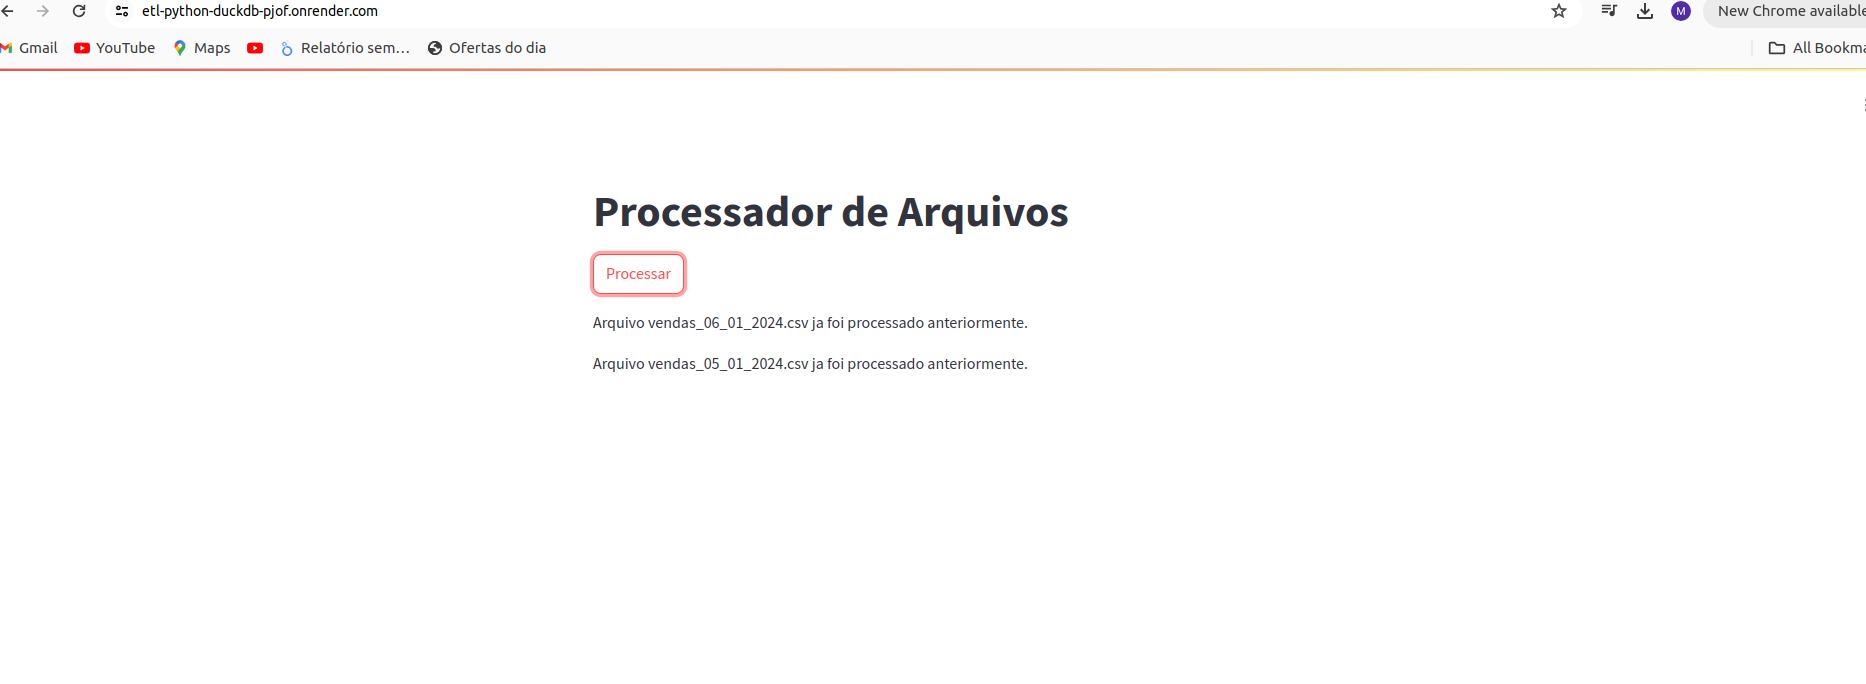 etl-python-duckdb-pjof.onrender.com
M
New Chrome available
Gmail
YouTube
Maps
Relatório sem...
Ofertas do dia
All Bookma
Processador de Arquivos
Processar
Arquivo vendas_06_01_2024.csv ja foi processado anteriormente.
Arquivo vendas_05_01_2024.csv ja foi processado anteriormente.